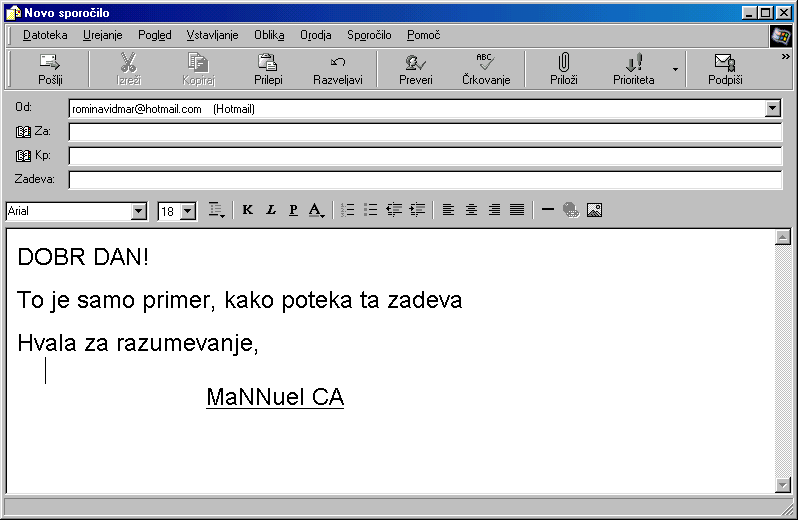 Novo sporočilo
Datoteka Urejanje Pogled Vstavljanje Oblika Orodja Sporočilo Pomoč
Pošlji Izreži Kopiraj Prilepi Razveljavi Preveri Črkovanje Priloži Prioriteta Podpiši
Od: rominavidmar@hotmail.com (Hotmail)
Za:
Kp:
Zadeva:
Arial 18 K L P A
DOBR DAN!
To je samo primer, kako poteka ta zadeva
Hvala za razumevanje,
MaNNuel CA